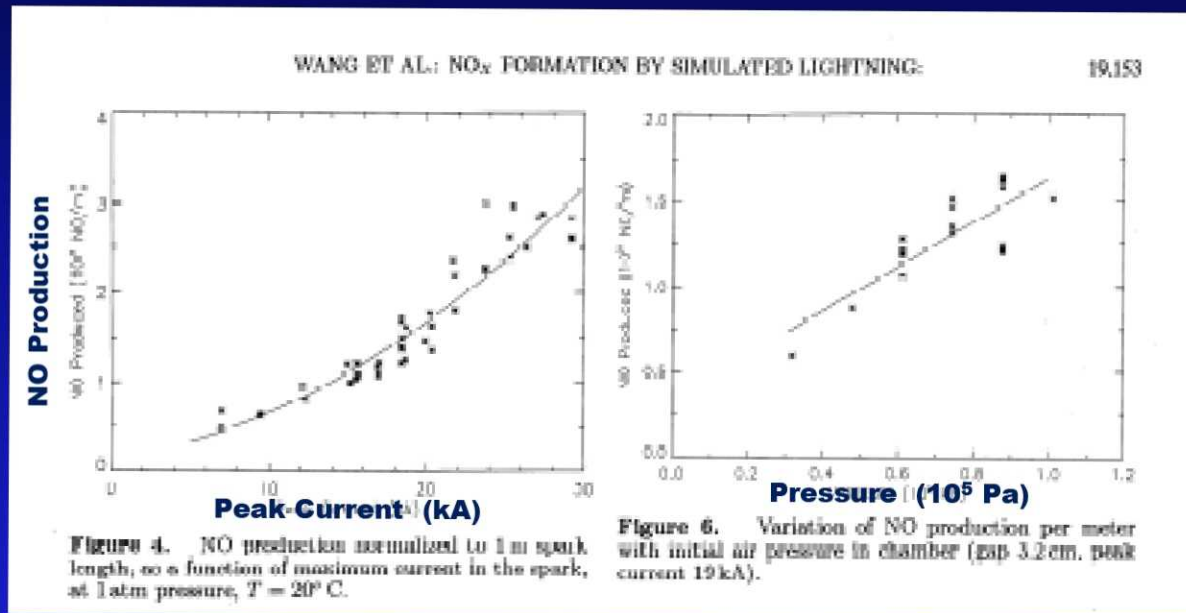 WANG ET AL.: NOx FORMATION BY SIMULATED LIGHTNING:
19,153
NO Production
NO Produced NO/m]
4
3
2
1
0
0
10
20
30
Peak Current (kA)
Figure 4. NO production normalized to 1 m spark
length, as a function of maximum current in the spark,
at 1 atm pressure, T = 20° C.
NO Produced
2.0
1.5
1.0
0.5
0.0
0.0
0.2
0.4
0.6
0.8
1.0
1.2
Pressure (10⁵ Pa)
Figure 6. Variation of NO production per meter
with initial air pressure in chamber (gap 3.2 cm, peak
current 19 kA).